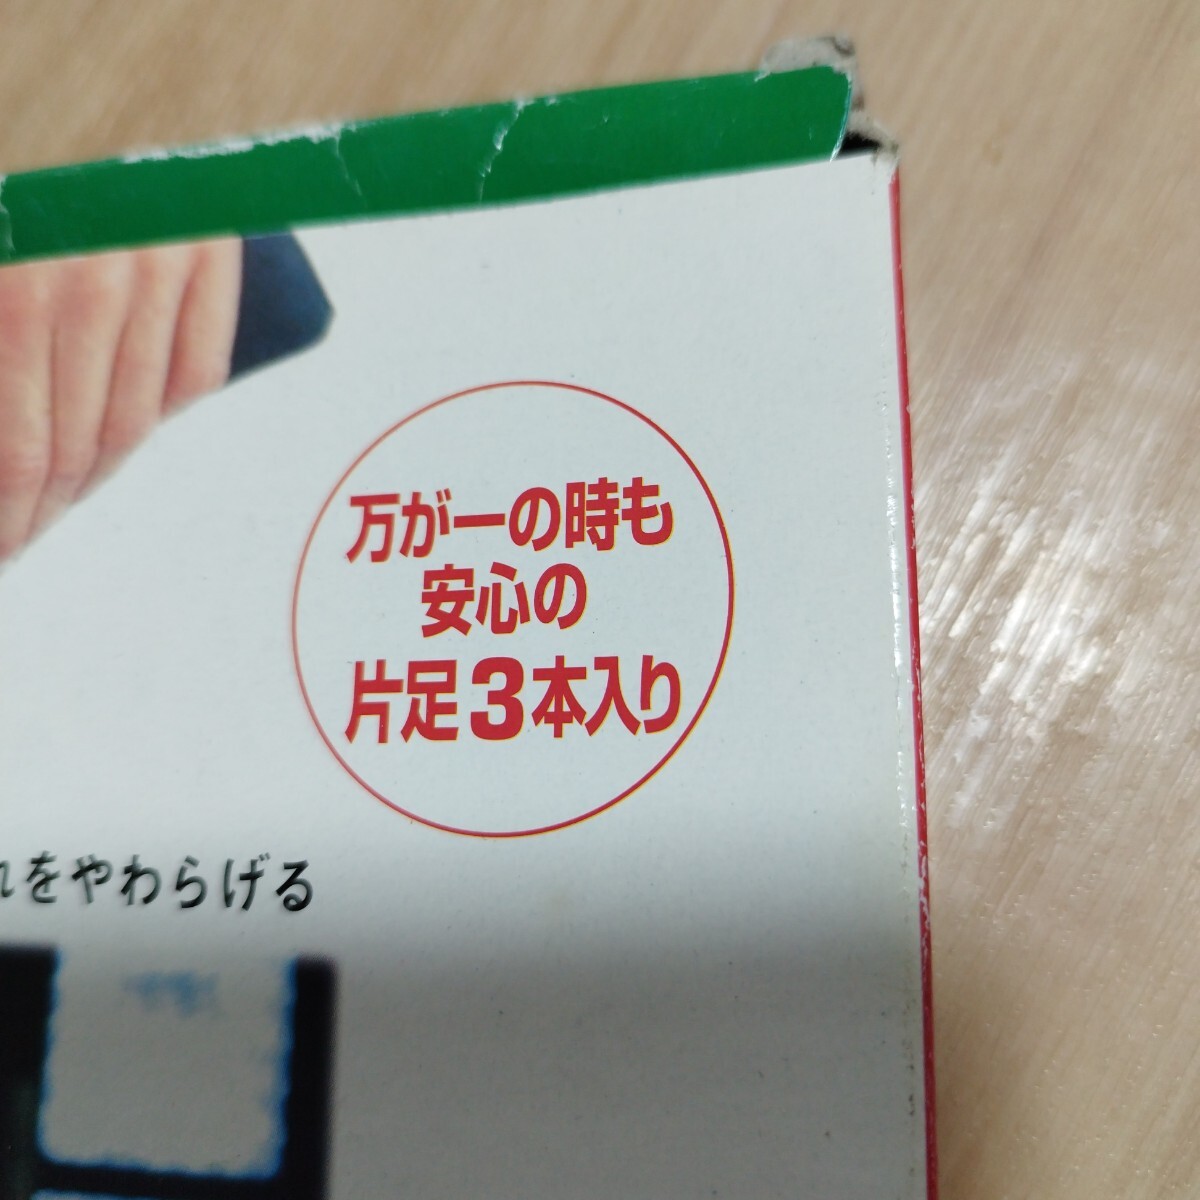 万が一の時も
安心の
片足3本入り
れをやわらげる